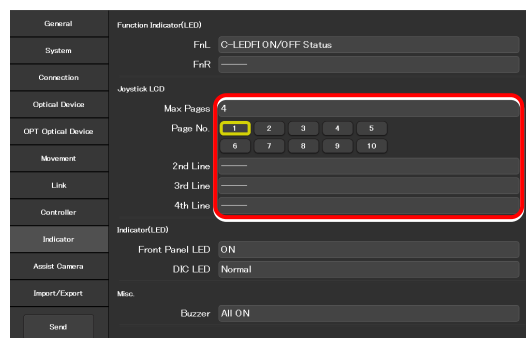 General
System
Connection
Optical Device
OPT Optical Device
Movement
Link
Controller
Indicator
Assist Camera
Import/Export
Send
Function Indicator(LED)
FnL C-LEDFI ON/OFF Status
FnR ———
Joystick LCD
Max Pages 4
Page No. 1 2 3 4 5
6 7 8 9 10
2nd Line ———
3rd Line ———
4th Line ———
Indicator(LED)
Front Panel LED ON
DIC LED Normal
Misc.
Buzzer All ON